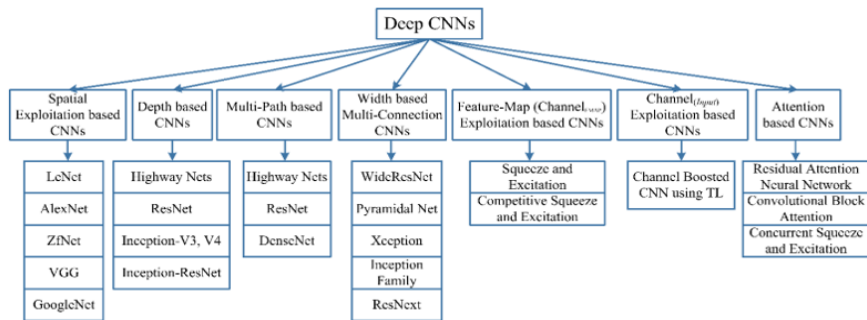 Deep CNNs
Spatial
Exploitation based
CNNs
Depth based
CNNs
Multi-Path based
CNNs
Width based
Multi-Connection
CNNs
Feature-Map (Channel
Exploitation based CNNs
Channel(Input)
Exploitation based
CNNs
Attention
based CNNs
LeNet
AlexNet
ZfNet
VGG
GoogleNet
Highway Nets
ResNet
Inception-V3, V4
Inception-ResNet
Highway Nets
ResNet
DenseNet
WideResNet
Pyramidal Net
Xception
Inception
Family
ResNext
Squeeze and
Excitation
Competitive Squeeze
and Excitation
Channel Boosted
CNN using TL
Residual Attention
Neural Network
Convolutional Block
Attention
Concurrent Squeeze
and Excitation